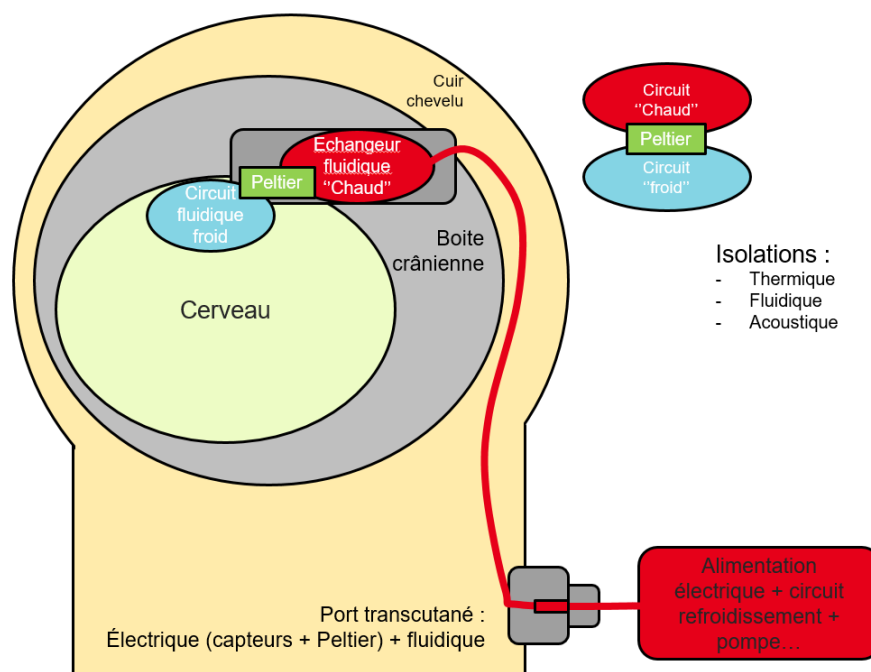 Cuir
chevelu
Echangeur
fluidique
‘’Chaud’’
Peltier
Circuit
fluidique
froid
Boite
crânienne
Cerveau
Circuit
‘’Chaud’’
Peltier
Circuit
‘’froid’’
Isolations :
- Thermique
- Fluidique
- Acoustique
Port transcutané :
Électrique (capteurs + Peltier) + fluidique
Alimentation
électrique + circuit
refroidissement +
pompe…